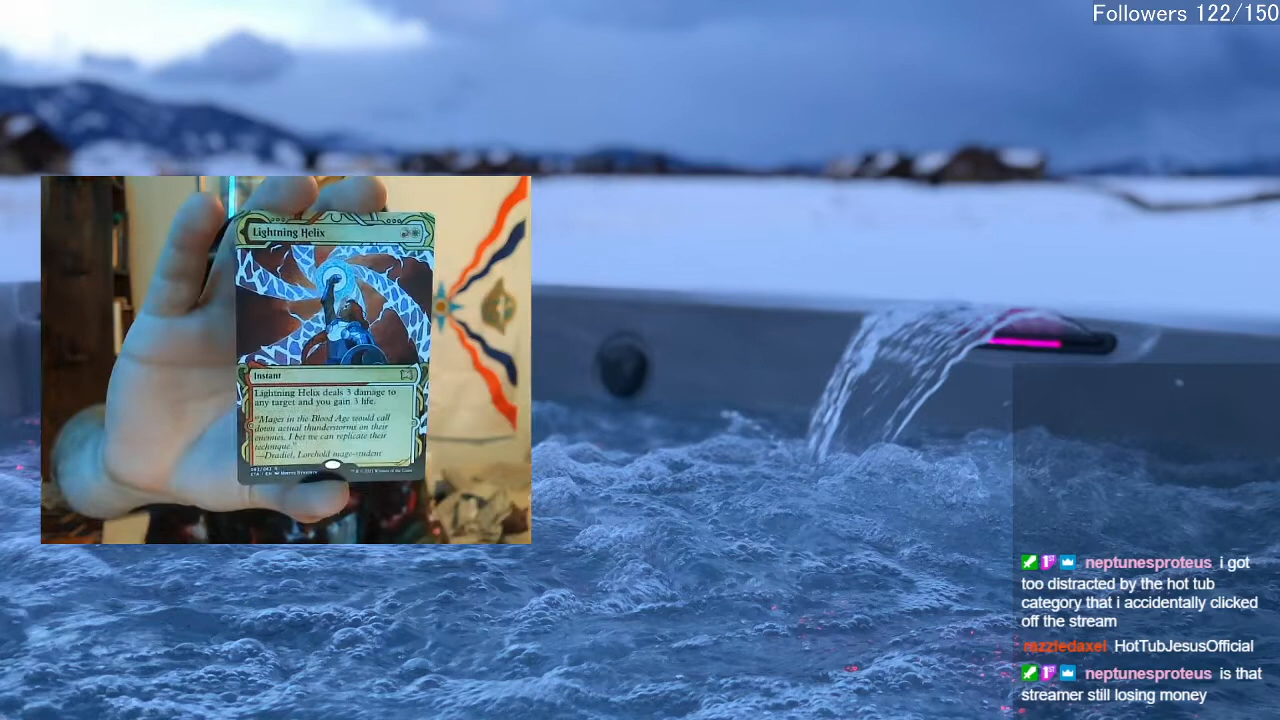 Followers 122/150
Lightning Helix
Instant
Lightning Helix deals 3 damage to
any target and you gain 3 life.
"Mages in the Blood Age would call
down actual thunderstorms on their
enemies. I bet we can replicate their
technique."
—Dradiel, Lorehold mage-student
neptunesproteus i got
too distracted by the hot tub
category that i accidentally clicked
off the stream
razzledaxel HotTubJesusOfficial
neptunesproteus is that
streamer still losing money